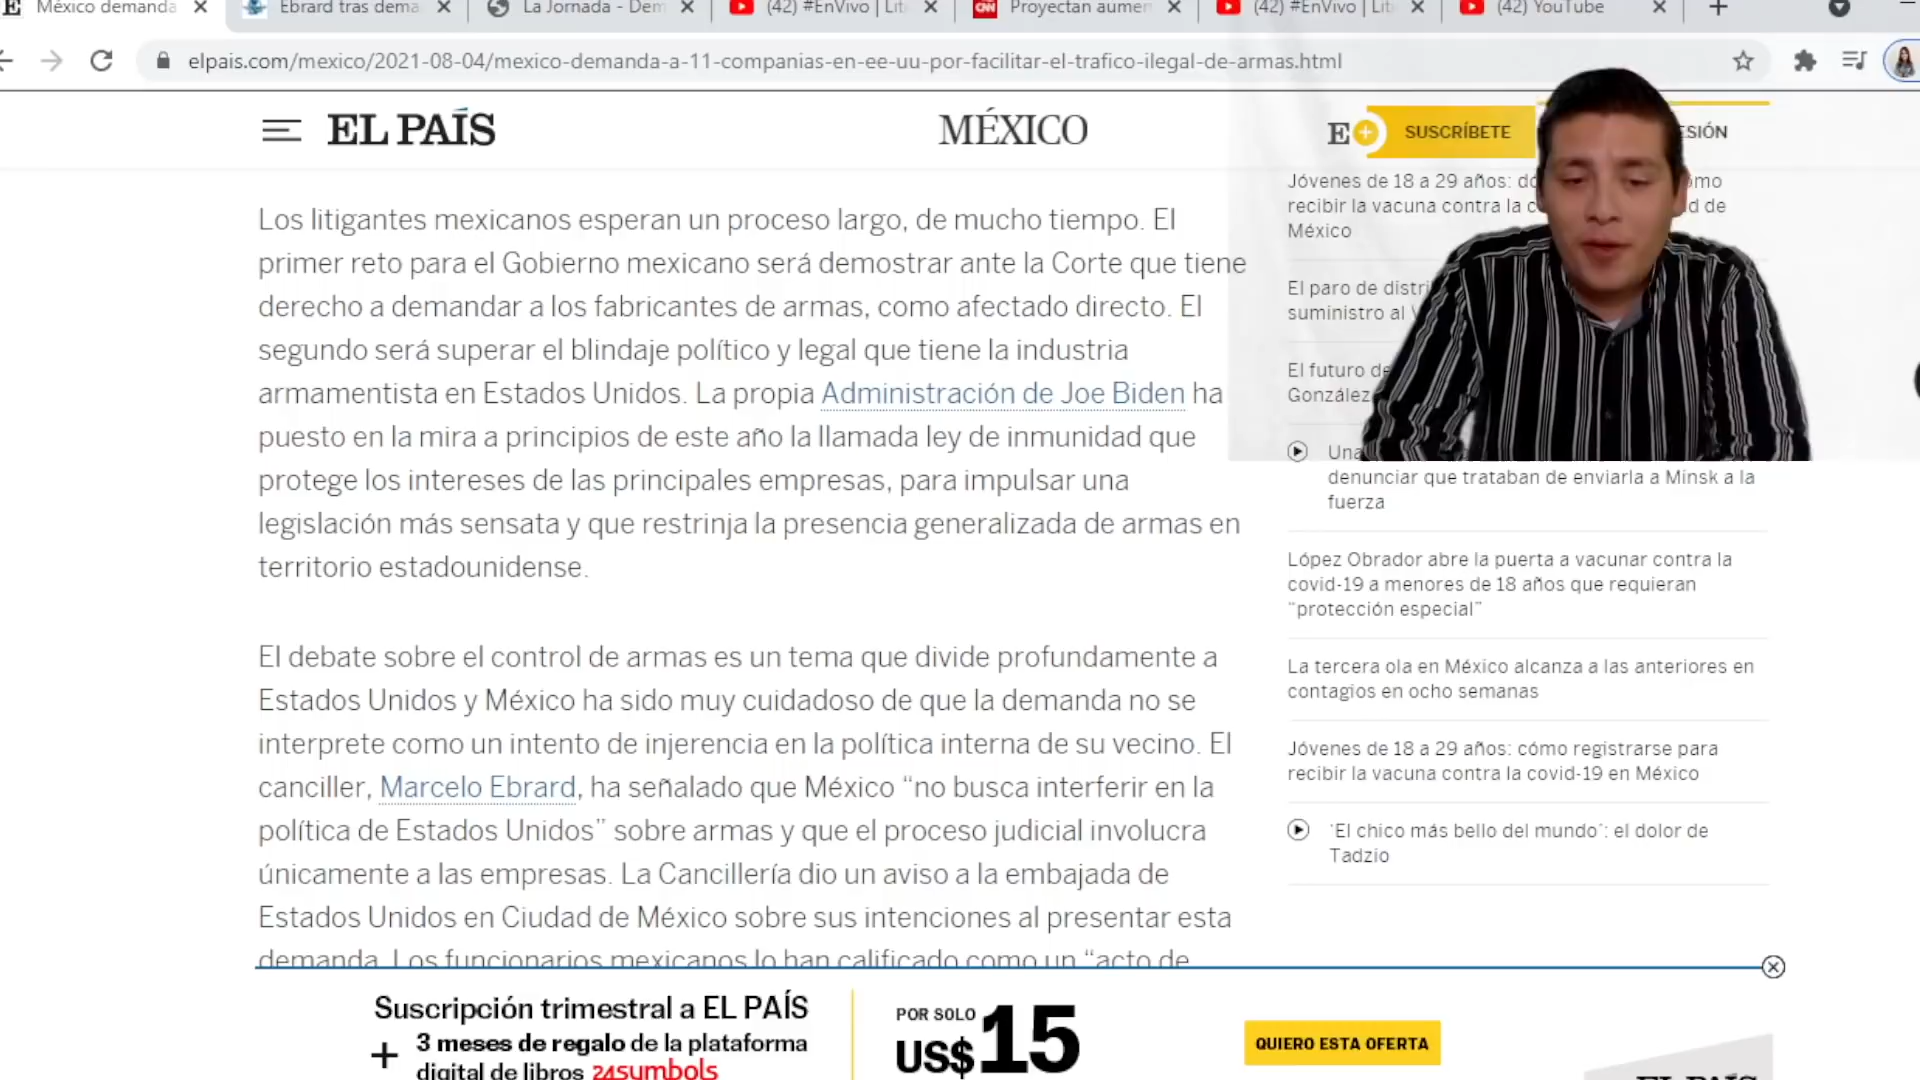 México demanda
Ebrard tras dema
La Jornada - Dem
(42) #EnVivo | Lit
CNN
Proyectan aumen
(42) #EnVivo | Lit
(42) YouTube
elpais.com/mexico/2021-08-04/mexico-demanda-a-11-companias-en-ee-uu-por-facilitar-el-trafico-ilegal-de-armas.html
EL PAÍS
MÉXICO
E+
SUSCRÍBETE
ESIÓN
Los litigantes mexicanos esperan un proceso largo, de mucho tiempo. El
primer reto para el Gobierno mexicano será demostrar ante la Corte que tiene
derecho a demandar a los fabricantes de armas, como afectado directo. El
segundo será superar el blindaje político y legal que tiene la industria
armamentista en Estados Unidos. La propia Administración de Joe Biden ha
puesto en la mira a principios de este año la llamada ley de inmunidad que
protege los intereses de las principales empresas, para impulsar una
legislación más sensata y que restrinja la presencia generalizada de armas en
territorio estadounidense.
El debate sobre el control de armas es un tema que divide profundamente a
Estados Unidos y México ha sido muy cuidadoso de que la demanda no se
interprete como un intento de injerencia en la política interna de su vecino. El
canciller, Marcelo Ebrard, ha señalado que México “no busca interferir en la
política de Estados Unidos” sobre armas y que el proceso judicial involucra
únicamente a las empresas. La Cancillería dio un aviso a la embajada de
Estados Unidos en Ciudad de México sobre sus intenciones al presentar esta
demanda. Los funcionarios mexicanos lo han calificado como un “acto de
Jóvenes de 18 a 29 años: dó ómo
recibir la vacuna contra la c d de
México
El paro de distri
suministro al
El futuro de
González
Una
denunciar que trataban de enviarla a Minsk a la
fuerza
López Obrador abre la puerta a vacunar contra la
covid-19 a menores de 18 años que requieran
“protección especial”
La tercera ola en México alcanza a las anteriores en
contagios en ocho semanas
Jóvenes de 18 a 29 años: cómo registrarse para
recibir la vacuna contra la covid-19 en México
‘El chico más bello del mundo’: el dolor de
Tadzio
Suscripción trimestral a EL PAÍS
+ 3 meses de regalo de la plataforma
digital de libros 24symbols
POR SOLO
US$15
QUIERO ESTA OFERTA
EL PAÍS